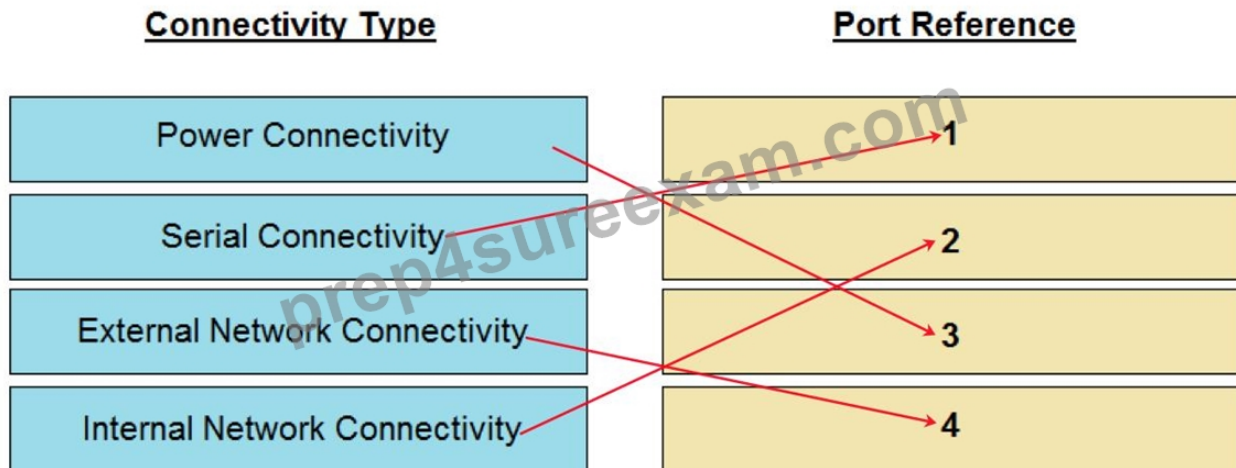 Connectivity Type
Port Reference
Power Connectivity
1
Serial Connectivity
2
External Network Connectivity
3
Internal Network Connectivity
4
prep4sureexam.com